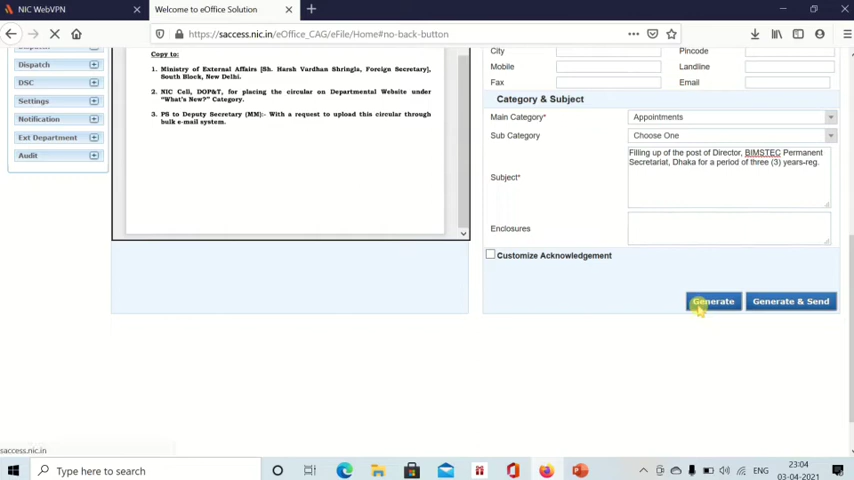 NIC WebVPN
Welcome to eOffice Solution
https://saccess.nic.in/eOffice_CAG/eFile/Home#no-back-button
Dispatch
DSC
Settings
Notification
Ext Department
Audit
Copy to:
1. Ministry of External Affairs [Sh. Harsh Vardhan Shringla, Foreign Secretary],
South Block, New Delhi.
2. NIC Cell, DOP&T, for placing the circular on Departmental Website under
"What's New?" Category.
3. PS to Deputy Secretary (MM):- With a request to upload this circular through
bulk e-mail system.
City
Pincode
Mobile
Landline
Fax
Email
Category & Subject
Main Category*
Appointments
Sub Category
Choose One
Subject*
Filling up of the post of Director, BIMSTEC Permanent
Secretariat, Dhaka for a period of three (3) years-reg.
Enclosures
Customize Acknowledgement
Generate
Generate & Send
saccess.nic.in
Type here to search
ENG
23:04
03-04-2021